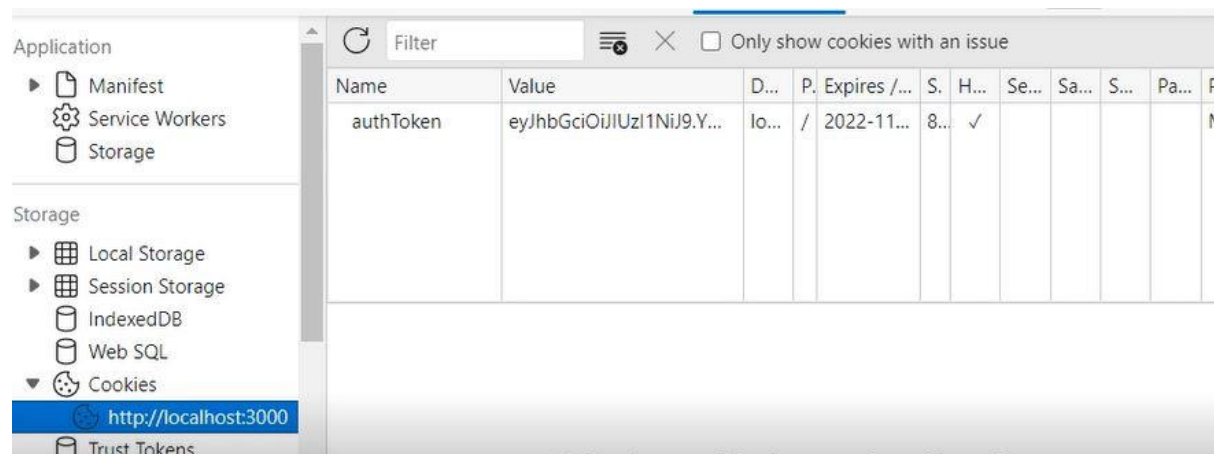 Application
Manifest
Service Workers
Storage
Storage
Local Storage
Session Storage
IndexedDB
Web SQL
Cookies
http://localhost:3000
Trust Tokens
Filter
Only show cookies with an issue
Name Value D... P. Expires /... S. H... Se... Sa... S... Pa...
authToken eyJhbGciOiJIUzI1NiJ9.Y... lo... / 2022-11... 8... ✓